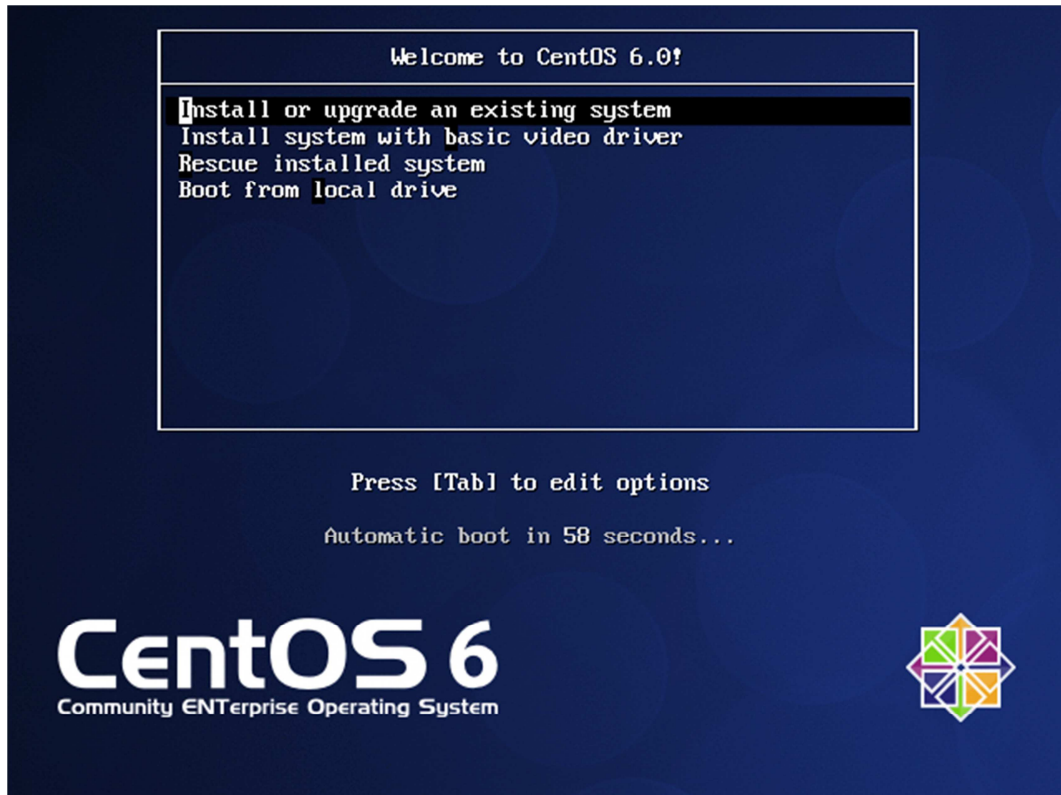 Welcome to CentOS 6.0!
Install or upgrade an existing system
Install system with basic video driver
Rescue installed system
Boot from local drive
Press [Tab] to edit options
Automatic boot in 58 seconds...
CentOS 6
Community ENTerprise Operating System